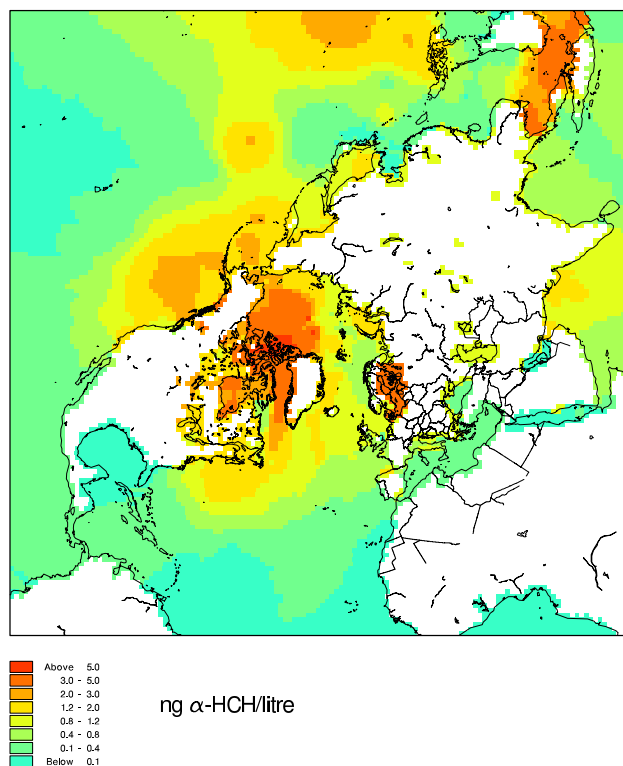 Above 5.0
3.0 - 5.0
2.0 - 3.0
1.2 - 2.0
0.8 - 1.2
0.4 - 0.8
0.1 - 0.4
Below 0.1
ng α-HCH/litre